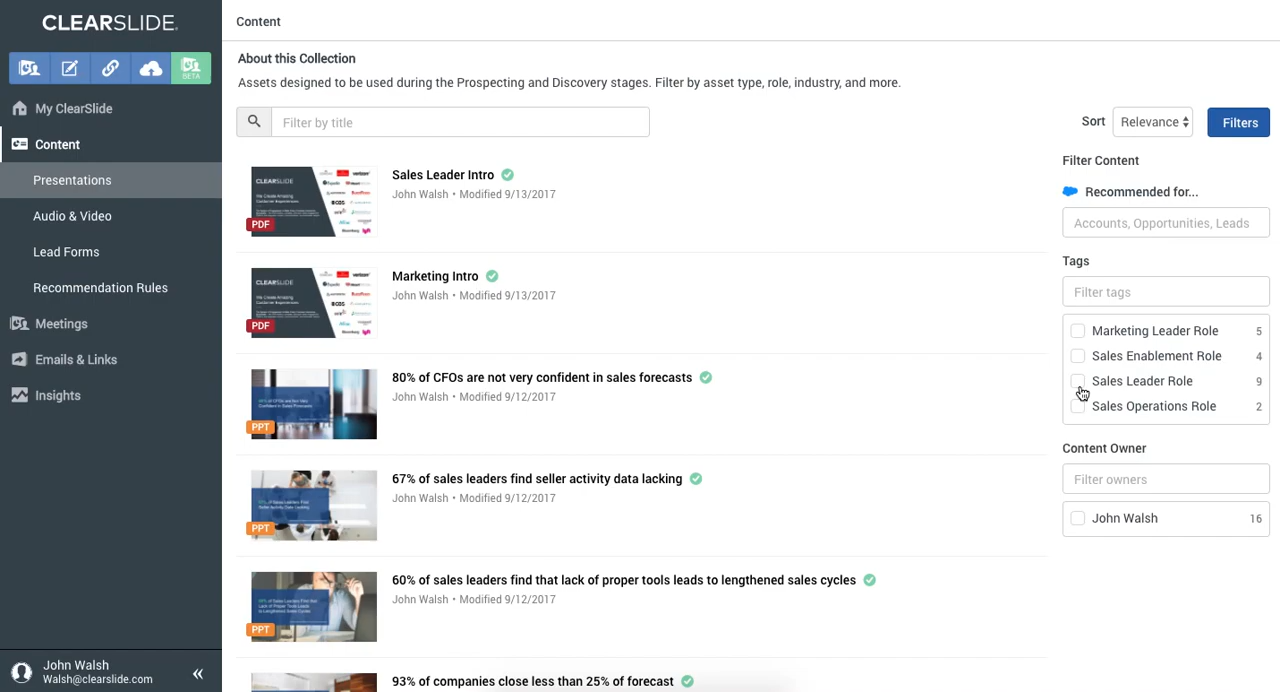 CLEARSLIDE
Content
BETA
My ClearSlide
Content
Presentations
Audio & Video
Lead Forms
Recommendation Rules
Meetings
Emails & Links
Insights
John Walsh
Walsh@clearslide.com
About this Collection
Assets designed to be used during the Prospecting and Discovery stages. Filter by asset type, role, industry, and more.
Filter by title
Sort Relevance Filters
Sales Leader Intro
John Walsh • Modified 9/13/2017
CLEARSLIDE
PDF
Marketing Intro
John Walsh • Modified 9/13/2017
CLEARSLIDE
PDF
80% of CFOs are not very confident in sales forecasts
John Walsh • Modified 9/12/2017
PPT
67% of sales leaders find seller activity data lacking
John Walsh • Modified 9/12/2017
PPT
60% of sales leaders find that lack of proper tools leads to lengthened sales cycles
John Walsh • Modified 9/12/2017
PPT
93% of companies close less than 25% of forecast
Filter Content
Recommended for...
Accounts, Opportunities, Leads
Tags
Filter tags
Marketing Leader Role 5
Sales Enablement Role 4
Sales Leader Role 9
Sales Operations Role 2
Content Owner
Filter owners
John Walsh 16